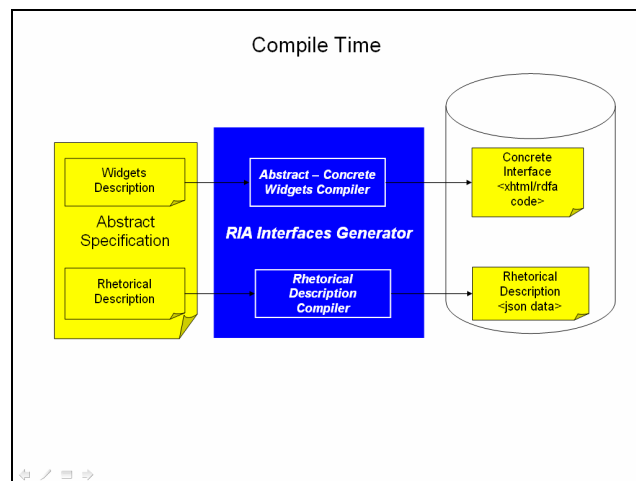 Compile Time
Widgets
Description
Abstract
Specification
Rhetorical
Description
Abstract – Concrete
Widgets Compiler
RIA Interfaces Generator
Rhetorical
Description
Compiler
Concrete
Interface
<xhtml/rdfa
code>
Rhetorical
Description
<json data>